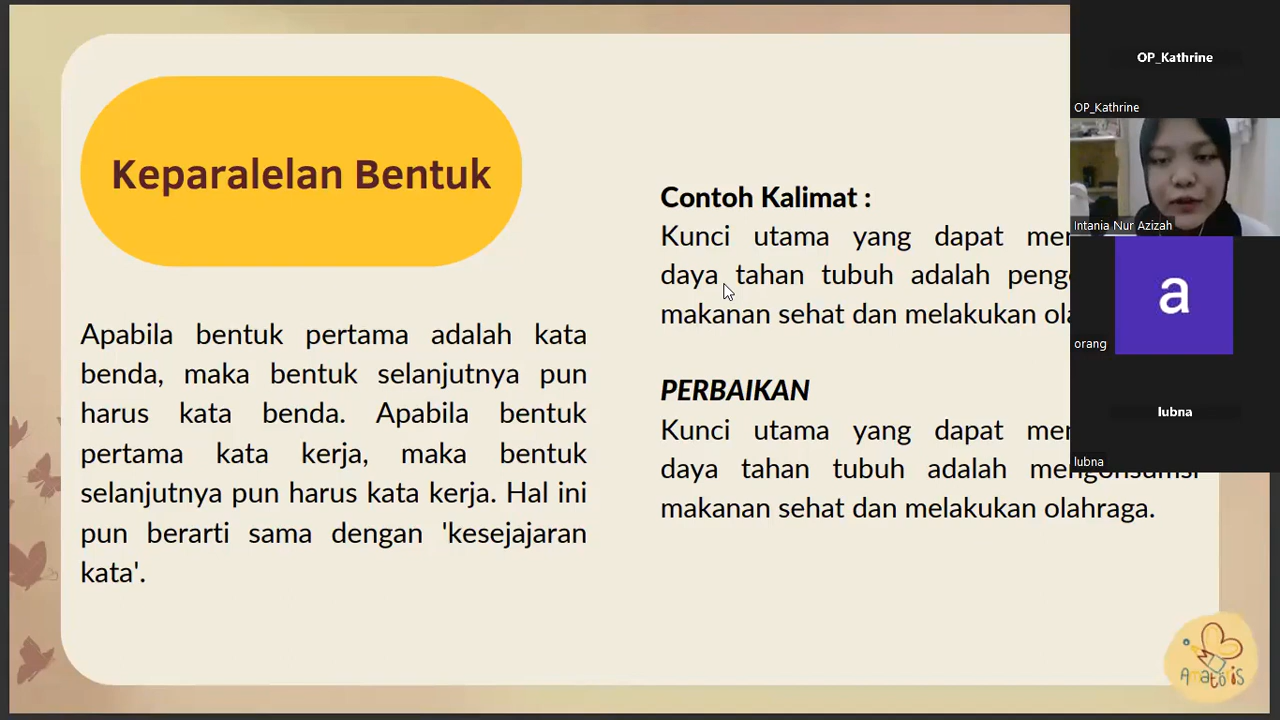 Keparalelan Bentuk
Apabila bentuk pertama adalah kata
benda, maka bentuk selanjutnya pun
harus kata benda. Apabila bentuk
pertama kata kerja, maka bentuk
selanjutnya pun harus kata kerja. Hal ini
pun berarti sama dengan 'kesejajaran
kata'.
Contoh Kalimat :
Kunci utama yang dapat
daya tahan tubuh adalah
makanan sehat dan melakukan
PERBAIKAN
Kunci utama yang dapat
daya tahan tubuh adalah mengonsumsi
makanan sehat dan melakukan olahraga.
OP_Kathrine
OP_Kathrine
Intania Nur Azizah
a
orang
lubna
lubna
Amatoris